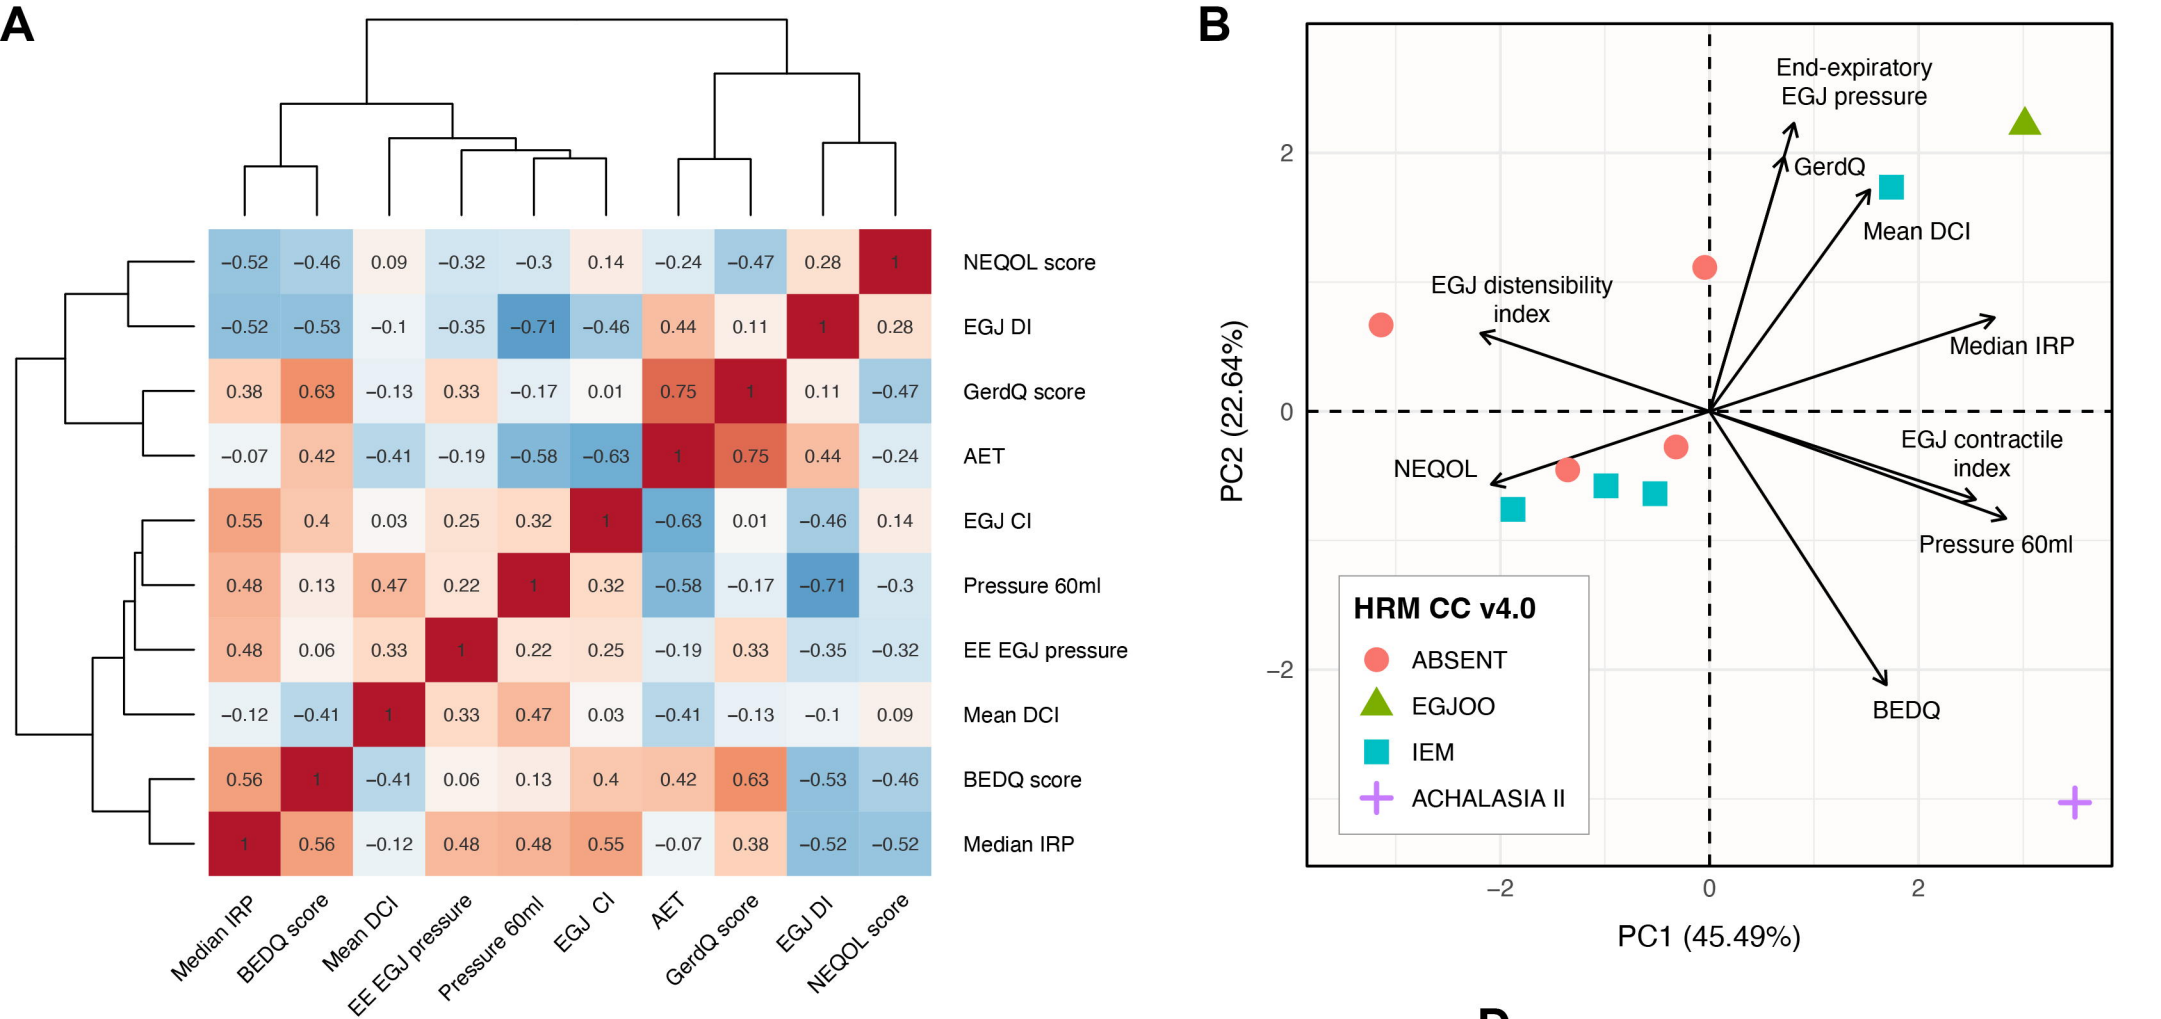 A
−0.52 −0.46 0.09 −0.32 −0.3 0.14 −0.24 −0.47 0.28 1 NEQOL score
−0.52 −0.53 −0.1 −0.35 −0.71 −0.46 0.44 0.11 1 0.28 EGJ DI
0.38 0.63 −0.13 0.33 −0.17 0.01 0.75 1 0.11 −0.47 GerdQ score
−0.07 0.42 −0.41 −0.19 −0.58 −0.63 1 0.75 0.44 −0.24 AET
0.55 0.4 0.03 0.25 0.32 1 −0.63 0.01 −0.46 0.14 EGJ CI
0.48 0.13 0.47 0.22 1 0.32 −0.58 −0.17 −0.71 −0.3 Pressure 60ml
0.48 0.06 0.33 1 0.22 0.25 −0.19 0.33 −0.35 −0.32 EE EGJ pressure
−0.12 −0.41 1 0.33 0.47 0.03 −0.41 −0.13 −0.1 0.09 Mean DCI
0.56 1 −0.41 0.06 0.13 0.4 0.42 0.63 −0.53 −0.46 BEDQ score
1 0.56 −0.12 0.48 0.48 0.55 −0.07 0.38 −0.52 −0.52 Median IRP
Median IRP
BEDQ score
Mean DCI
EE EGJ pressure
Pressure 60ml
EGJ CI
AET
GerdQ score
EGJ DI
NEQOL score
B
End-expiratory
EGJ pressure
GerdQ
Mean DCI
EGJ distensibility
index
Median IRP
EGJ contractile
index
NEQOL
Pressure 60ml
BEDQ
HRM CC v4.0
ABSENT
EGJOO
IEM
ACHALASIA II
2
0
−2
PC2 (22.64%)
−2 0 2
PC1 (45.49%)